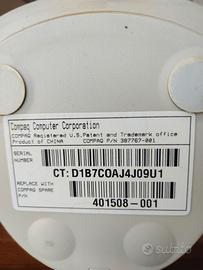 Compaq Computer Corporation
COMPAQ Registered U.S.Patent and Trademark office
Product of CHINA COMPAQ P/N 387767-001
SERIAL
NUMBER
CT: D1B7COAJ4J09U1
REPLACE WITH
COMPAQ SPARE
P/N
401508-001
subito